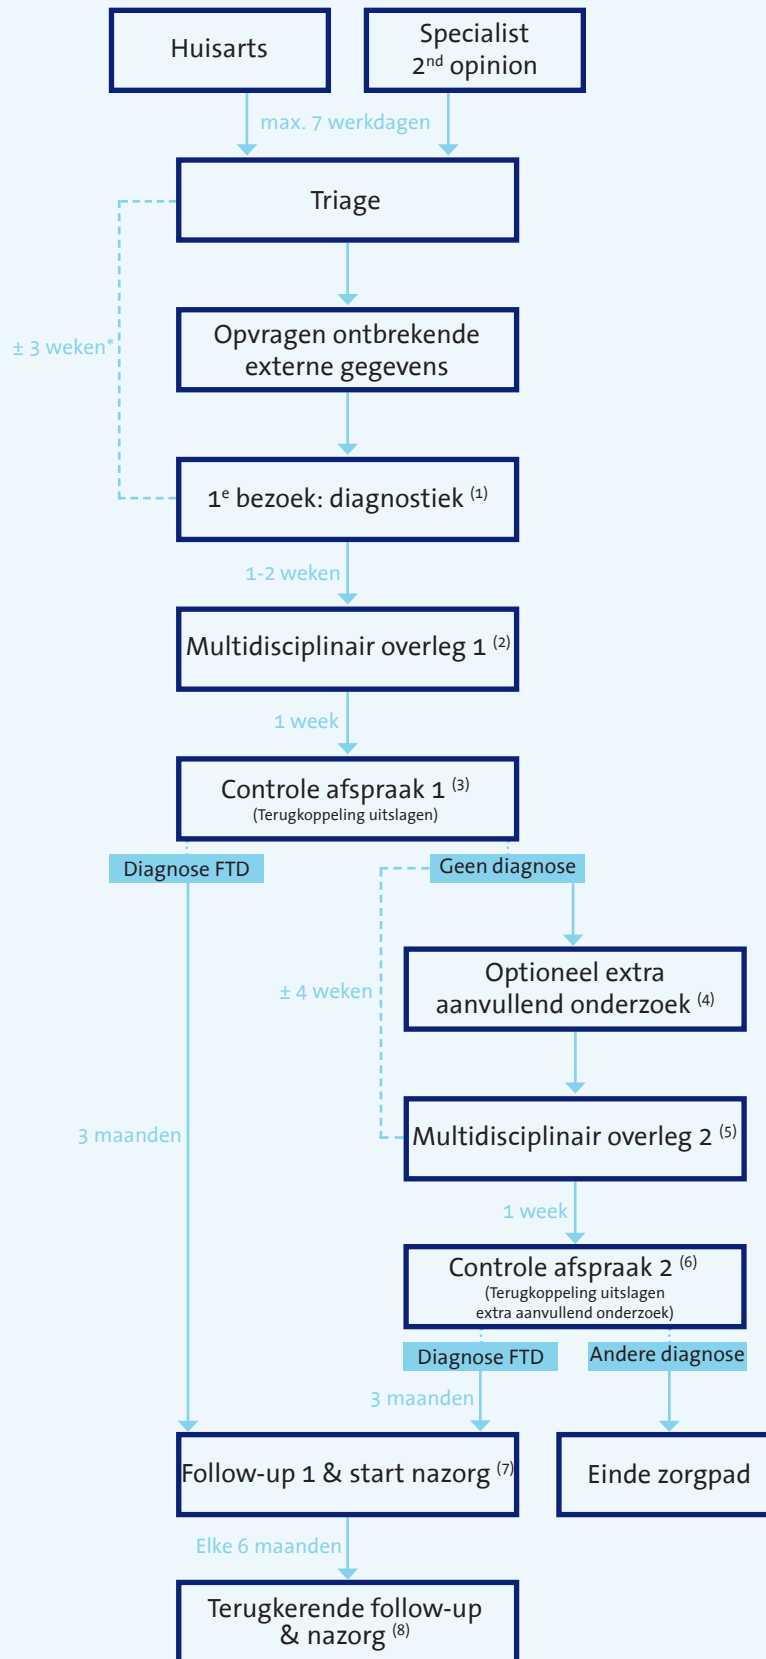 Huisarts
Specialist
2nd opinion
max. 7 werkdagen
Triage
± 3 weken*
Opvragen ontbrekende
externe gegevens
1e bezoek: diagnostiek (1)
1-2 weken
Multidisciplinair overleg 1 (2)
1 week
Controle afspraak 1 (3)
(Terugkoppeling uitslagen)
Diagnose FTD
Geen diagnose
Optioneel extra
aanvullend onderzoek (4)
± 4 weken
3 maanden
Multidisciplinair overleg 2 (5)
1 week
Controle afspraak 2 (6)
(Terugkoppeling uitslagen
extra aanvullend onderzoek)
Diagnose FTD
Andere diagnose
3 maanden
Follow-up 1 & start nazorg (7)
Einde zorgpad
Elke 6 maanden
Terugkerende follow-up
& nazorg (8)